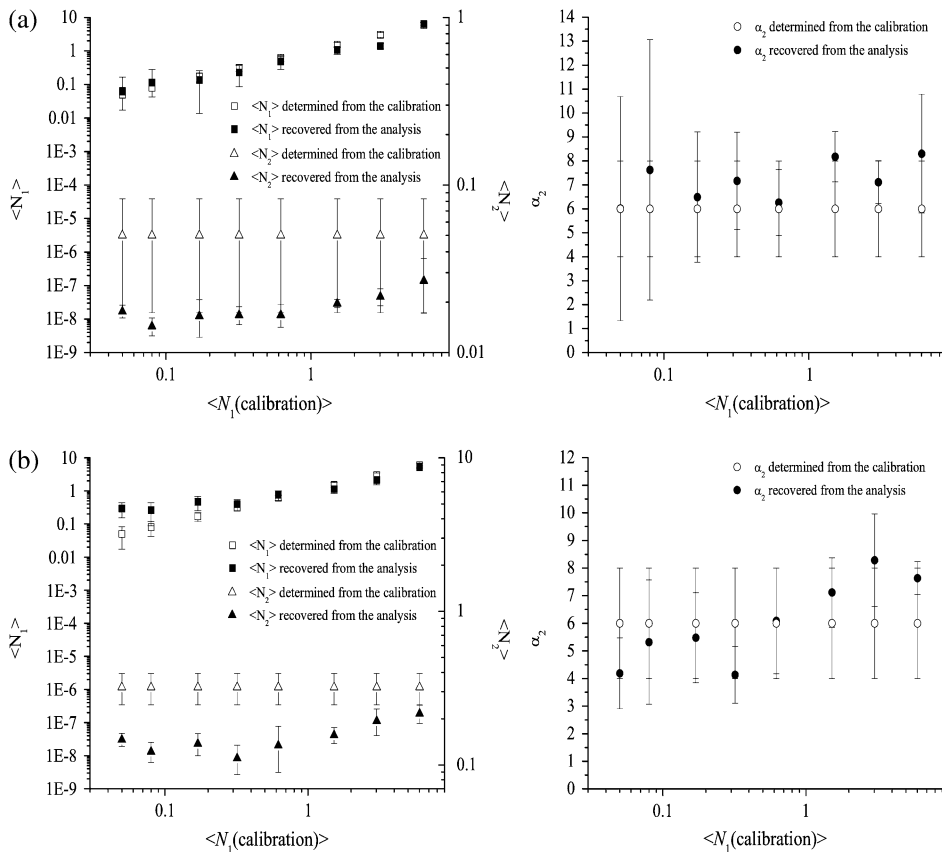 (a)
10
1
0.1
0.01
1E-3
1E-4
1E-5
1E-6
1E-7
1E-8
1E-9
<N1>
<N1> determined from the calibration
<N1> recovered from the analysis
<N2> determined from the calibration
<N2> recovered from the analysis
1
0.1
0.01
<N2>
0.1
1
<N1(calibration)>
14
13
12
11
10
9
8
7
6
5
4
3
2
1
0
α2
α2 determined from the calibration
α2 recovered from the analysis
0.1
1
<N1(calibration)>
(b)
10
1
0.1
0.01
1E-3
1E-4
1E-5
1E-6
1E-7
1E-8
1E-9
<N1>
<N1> determined from the calibration
<N1> recovered from the analysis
<N2> determined from the calibration
<N2> recovered from the analysis
10
1
0.1
<N2>
0.1
1
<N1(calibration)>
12
11
10
9
8
7
6
5
4
3
2
1
0
α2
α2 determined from the calibration
α2 recovered from the analysis
0.1
1
<N1(calibration)>